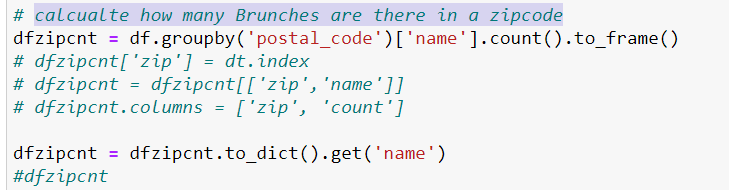 # calcualte how many Brunches are there in a zipcode
dfzipcnt = df.groupby('postal_code')['name'].count().to_frame()
# dfzipcnt['zip'] = dt.index
# dfzipcnt = dfzipcnt[['zip','name']]
# dfzipcnt.columns = ['zip', 'count']
dfzipcnt = dfzipcnt.to_dict().get('name')
#dfzipcnt